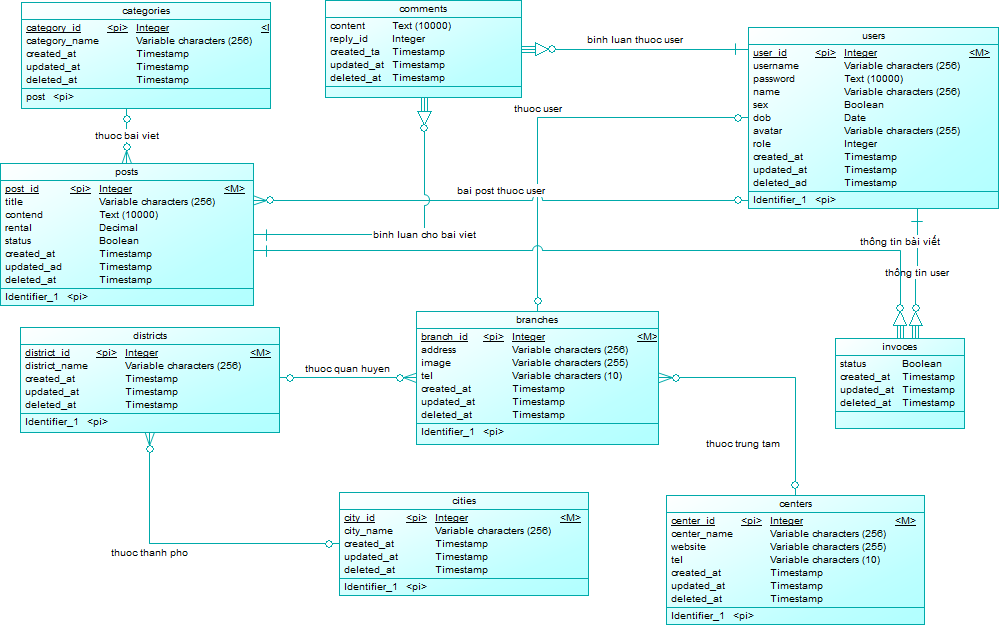 categories
category_id <pi> Integer <I
category_name Variable characters (256)
created_at Timestamp
updated_at Timestamp
deleted_at Timestamp
post <pi>
comments
content Text (10000)
reply_id Integer
created_ta Timestamp
updated_at Timestamp
deleted_at Timestamp
binh luan thuoc user
users
user_id <pi> Integer <M>
username Variable characters (256)
password Text (10000)
name Variable characters (256)
sex Boolean
dob Date
avatar Variable characters (255)
role Integer
created_at Timestamp
updated_at Timestamp
deleted_ad Timestamp
Identifier_1 <pi>
thuoc user
thuoc bai viet
posts
post_id <pi> Integer <M>
title Variable characters (256)
contend Text (10000)
rental Decimal
status Boolean
created_at Timestamp
updated_ad Timestamp
deleted_at Timestamp
Identifier_1 <pi>
bai post thuoc user
binh luan cho bai viet
thông tin bài viết
thông tin user
invoces
status Boolean
created_at Timestamp
updated_at Timestamp
deleted_at Timestamp
branches
branch_id <pi> Integer <M>
address Variable characters (256)
image Variable characters (255)
tel Variable characters (10)
created_at Timestamp
updated_at Timestamp
deleted_at Timestamp
Identifier_1 <pi>
districts
district_id <pi> Integer <M>
district_name Variable characters (256)
created_at Timestamp
updated_at Timestamp
deleted_at Timestamp
Identifier_1 <pi>
thuoc quan huyen
thuoc trung tam
thuoc thanh pho
cities
city_id <pi> Integer <M>
city_name Variable characters (256)
created_at Timestamp
updated_at Timestamp
deleted_at Timestamp
Identifier_1 <pi>
centers
center_id <pi> Integer <M>
center_name Variable characters (256)
website Variable characters (255)
tel Variable characters (10)
created_at Timestamp
updated_at Timestamp
deleted_at Timestamp
Identifier_1 <pi>